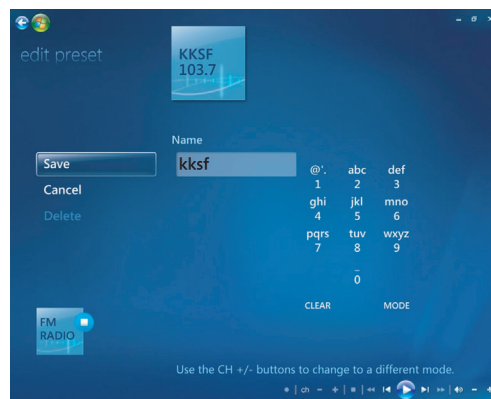 edit preset
KKSF
103.7
Name
kksf
Save
Cancel
Delete
@'. abc def
1 2 3
ghi jkl mno
4 5 6
pqrs tuv wxyz
7 8 9
_
0
CLEAR MODE
FM
RADIO
Use the CH +/- buttons to change to a different mode.
ch - +